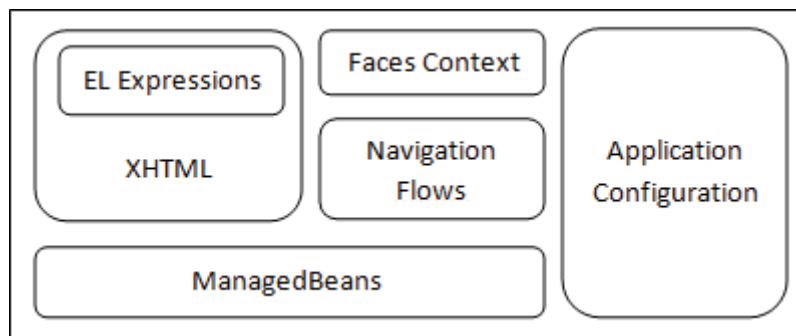 EL Expressions
XHTML
Faces Context
Navigation
Flows
Application
Configuration
ManagedBeans